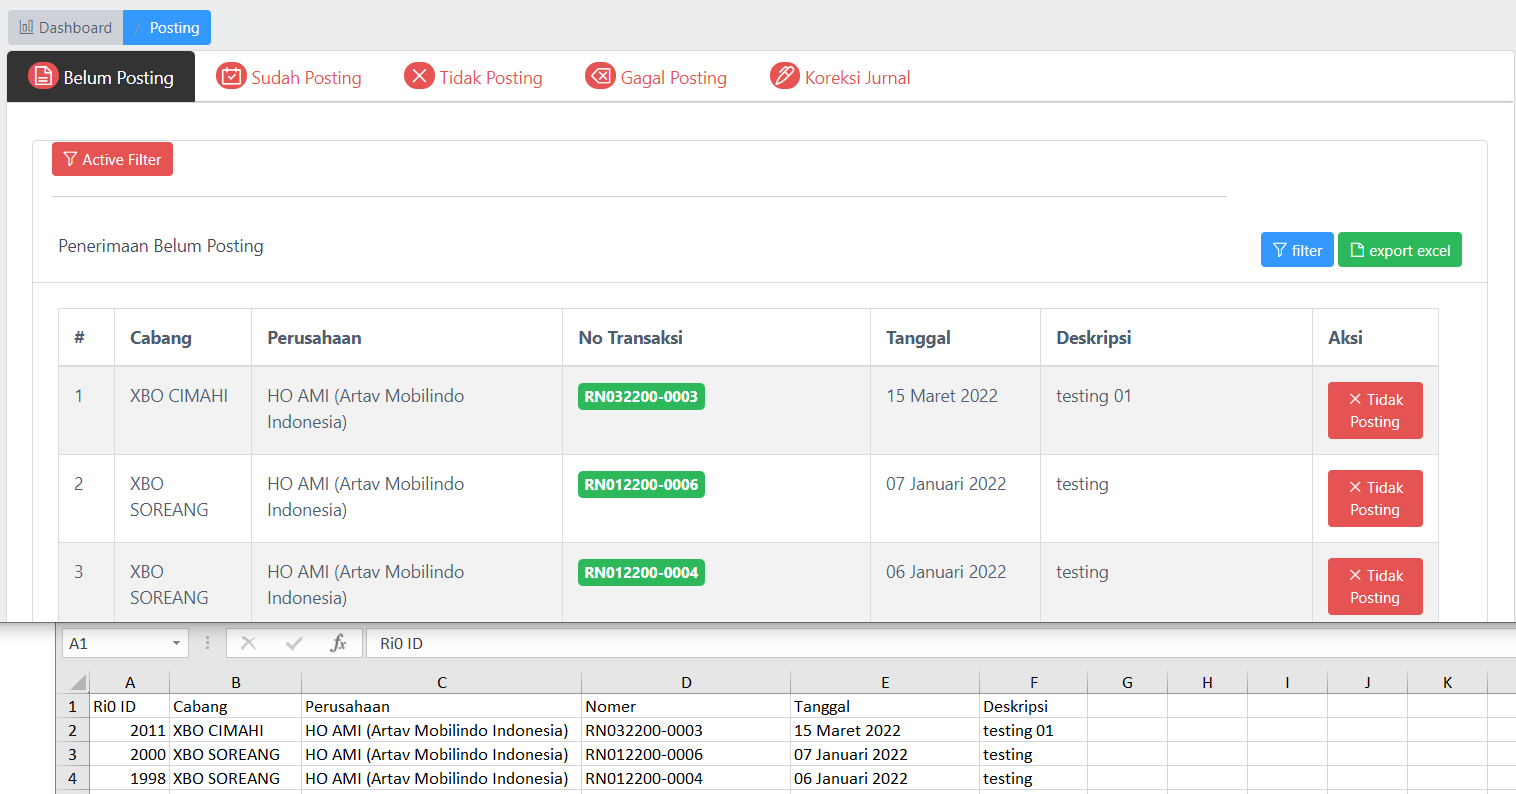 Dashboard / Posting
Belum Posting Sudah Posting Tidak Posting Gagal Posting Koreksi Jurnal
Active Filter
Penerimaan Belum Posting filter export excel
# Cabang Perusahaan No Transaksi Tanggal Deskripsi Aksi
1 XBO CIMAHI HO AMI (Artav Mobilindo RN032200-0003 15 Maret 2022 testing 01 Tidak
Indonesia) Posting
2 XBO HO AMI (Artav Mobilindo RN012200-0006 07 Januari 2022 testing Tidak
SOREANG Indonesia) Posting
3 XBO HO AMI (Artav Mobilindo RN012200-0004 06 Januari 2022 testing Tidak
SOREANG Indonesia) Posting
A1 fx Ri0 ID
A B C D E F G H I J K
1 Ri0 ID Cabang Perusahaan Nomer Tanggal Deskripsi
2 2011 XBO CIMAHI HO AMI (Artav Mobilindo Indonesia) RN032200-0003 15 Maret 2022 testing 01
3 2000 XBO SOREANG HO AMI (Artav Mobilindo Indonesia) RN012200-0006 07 Januari 2022 testing
4 1998 XBO SOREANG HO AMI (Artav Mobilindo Indonesia) RN012200-0004 06 Januari 2022 testing